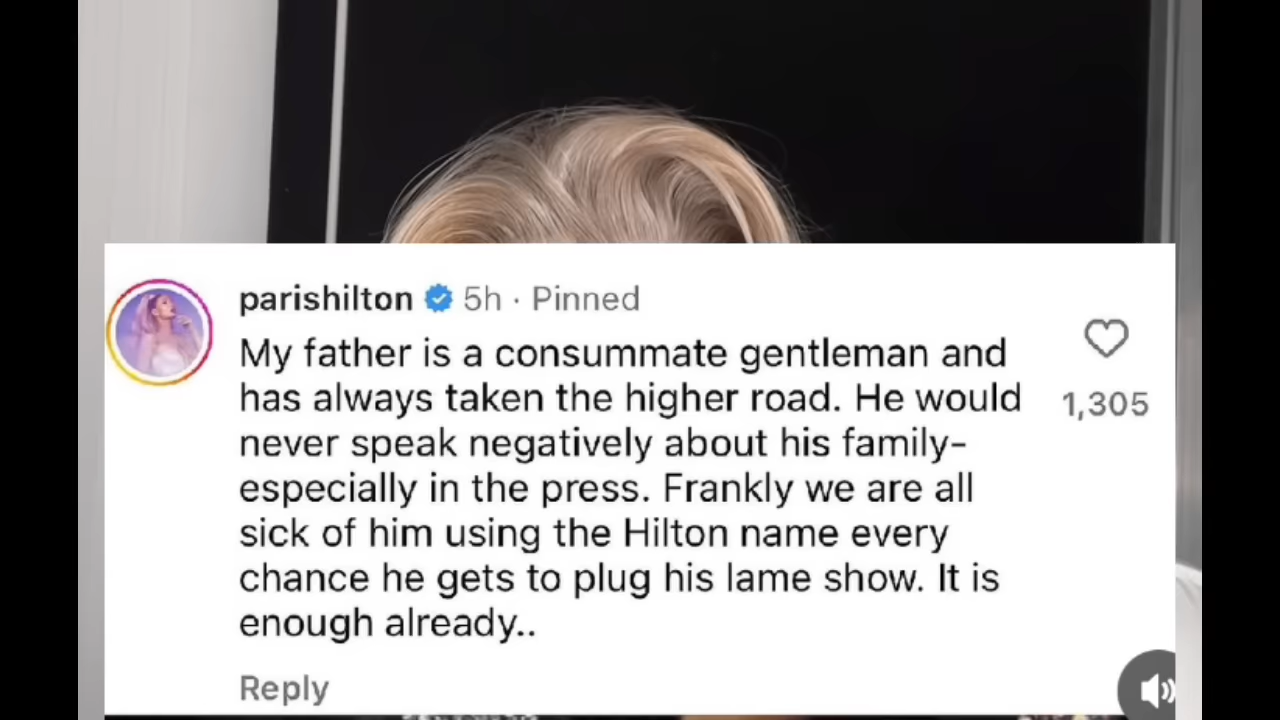 parishilton 5h · Pinned
My father is a consummate gentleman and
has always taken the higher road. He would
never speak negatively about his family-
especially in the press. Frankly we are all
sick of him using the Hilton name every
chance he gets to plug his lame show. It is
enough already..
1,305
Reply